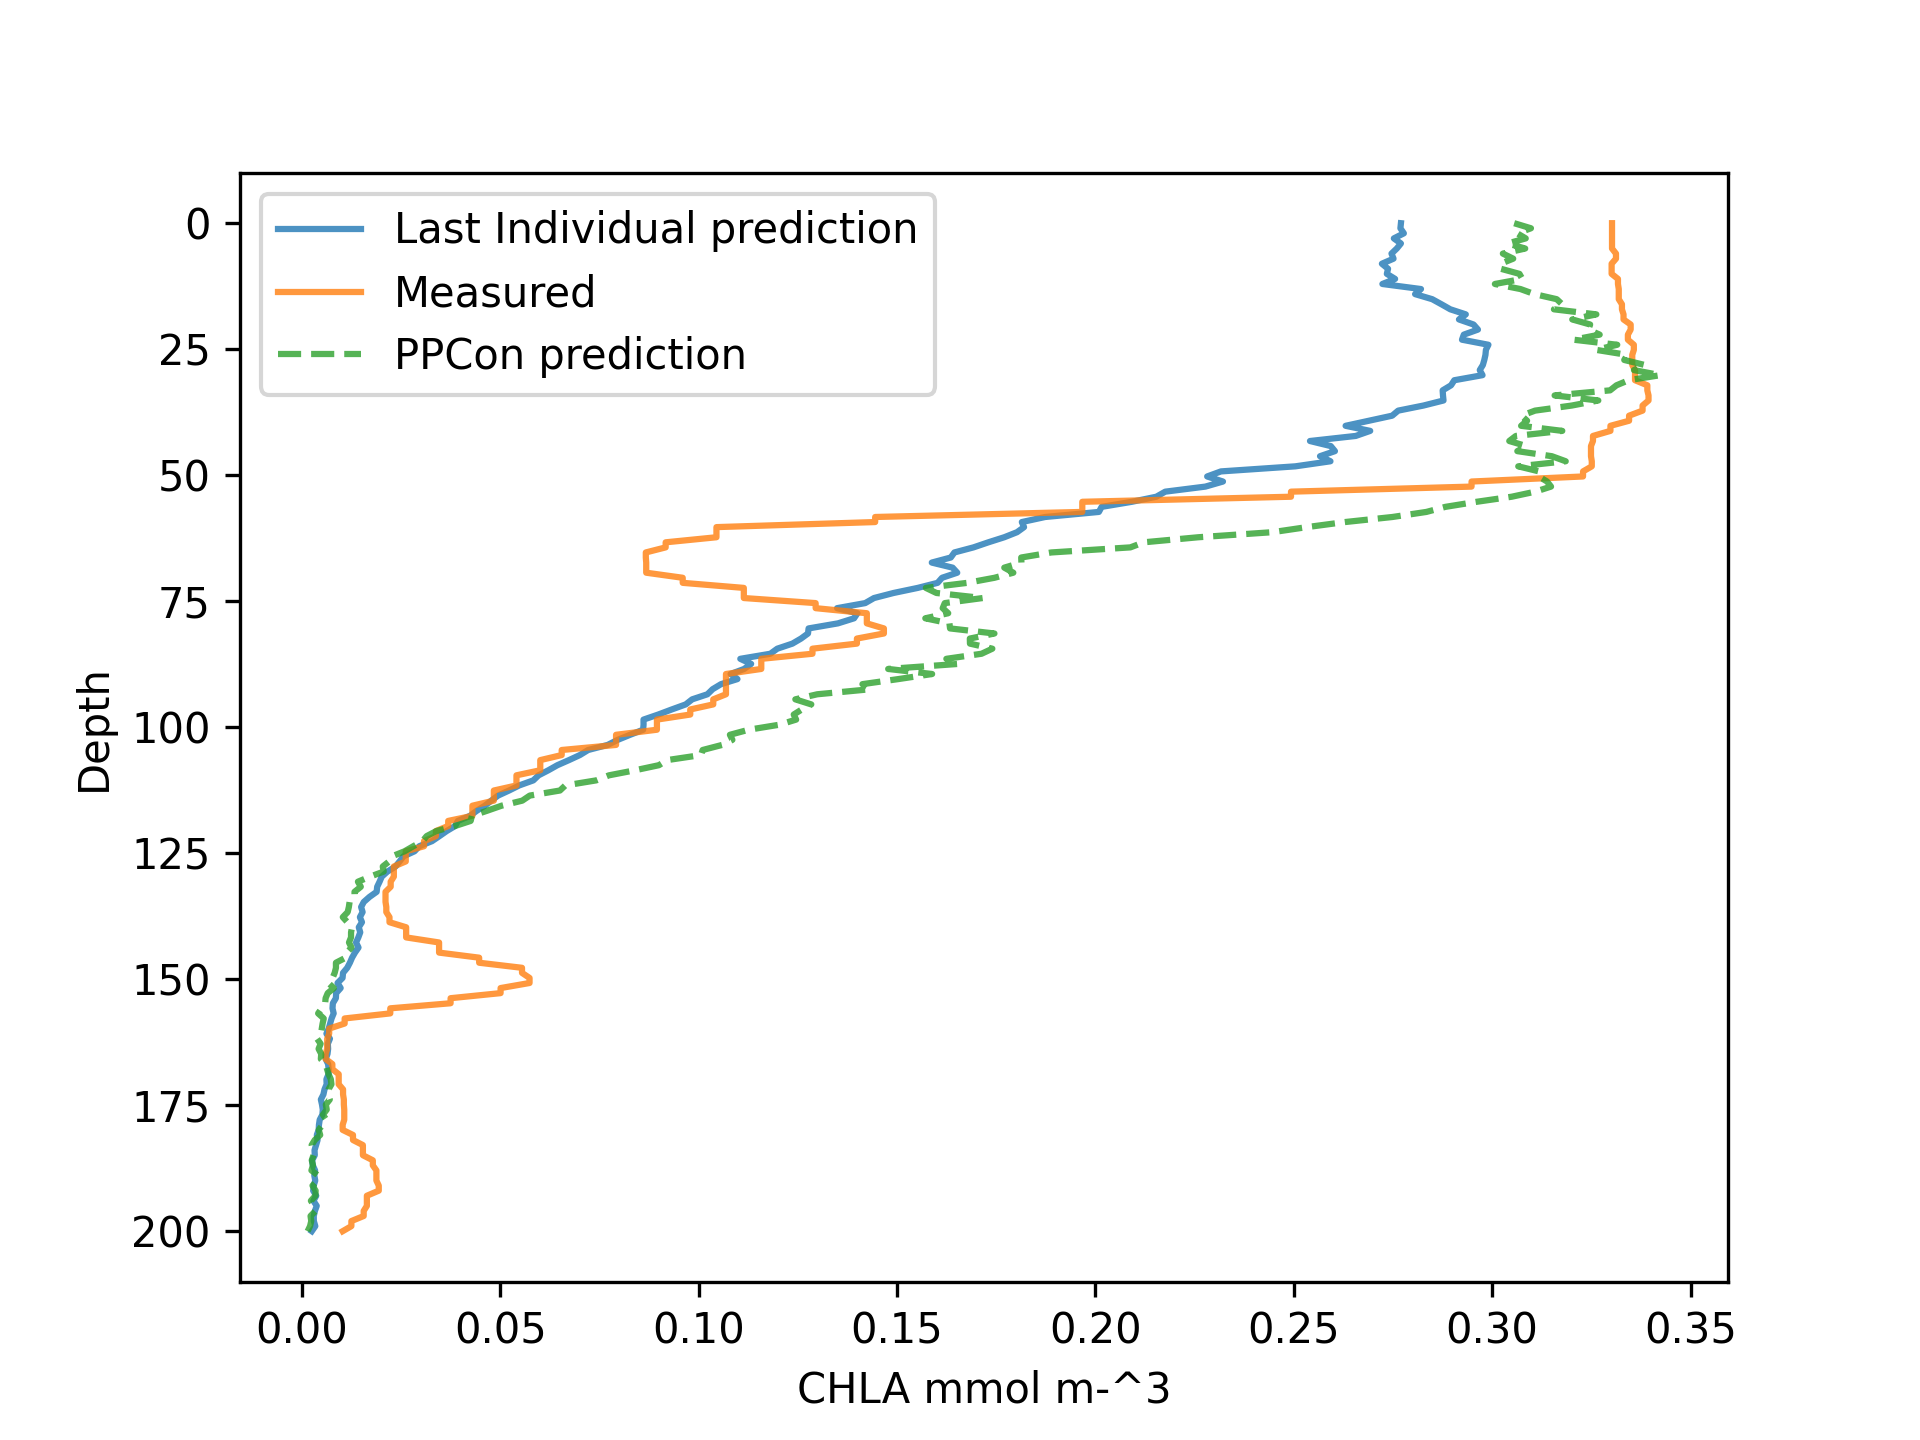 Last Individual prediction
Measured
PPCon prediction
0
25
50
75
100
125
150
175
200
Depth
0.00 0.05 0.10 0.15 0.20 0.25 0.30 0.35
CHLA mmol m-^3